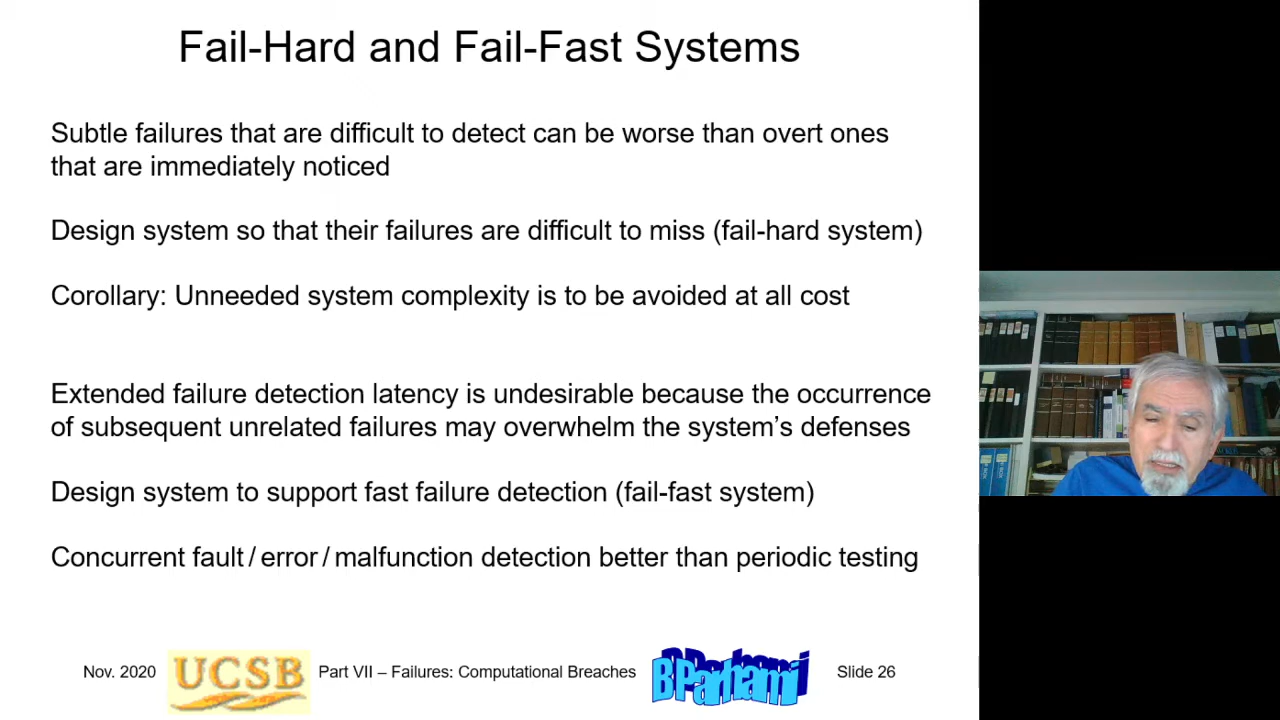 Fail-Hard and Fail-Fast Systems
Subtle failures that are difficult to detect can be worse than overt ones
that are immediately noticed
Design system so that their failures are difficult to miss (fail-hard system)
Corollary: Unneeded system complexity is to be avoided at all cost
Extended failure detection latency is undesirable because the occurrence
of subsequent unrelated failures may overwhelm the system's defenses
Design system to support fast failure detection (fail-fast system)
Concurrent fault / error / malfunction detection better than periodic testing
Nov. 2020 UCSB Part VII – Failures: Computational Breaches B Parhami Slide 26